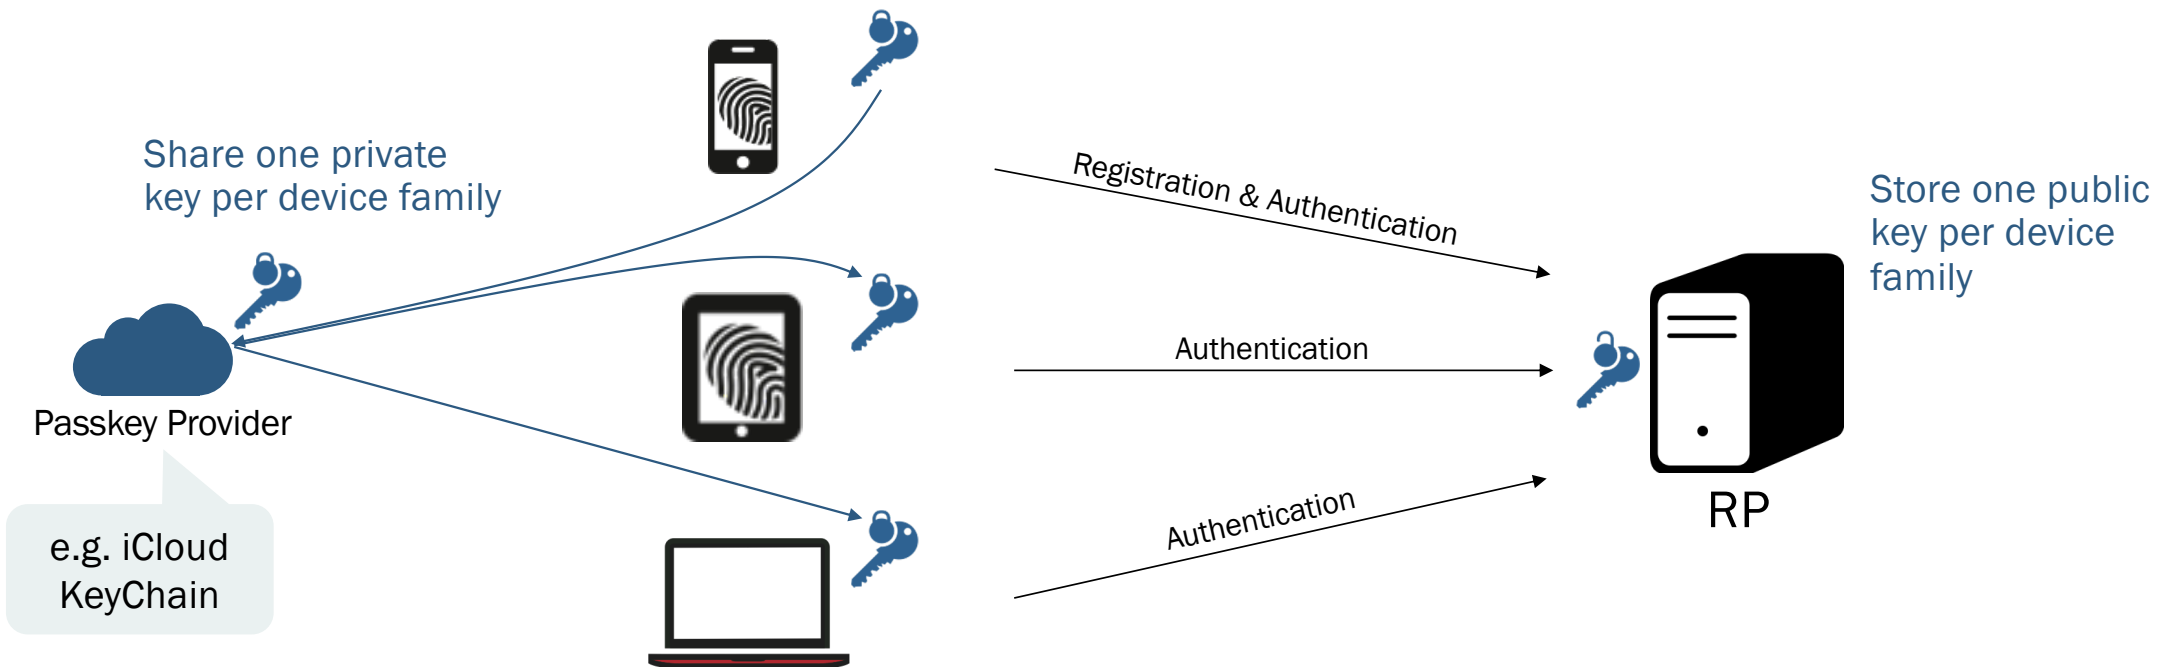 Share one private
key per device family
Passkey Provider
e.g. iCloud
KeyChain
Registration & Authentication
Authentication
Authentication
Store one public
key per device
family
RP